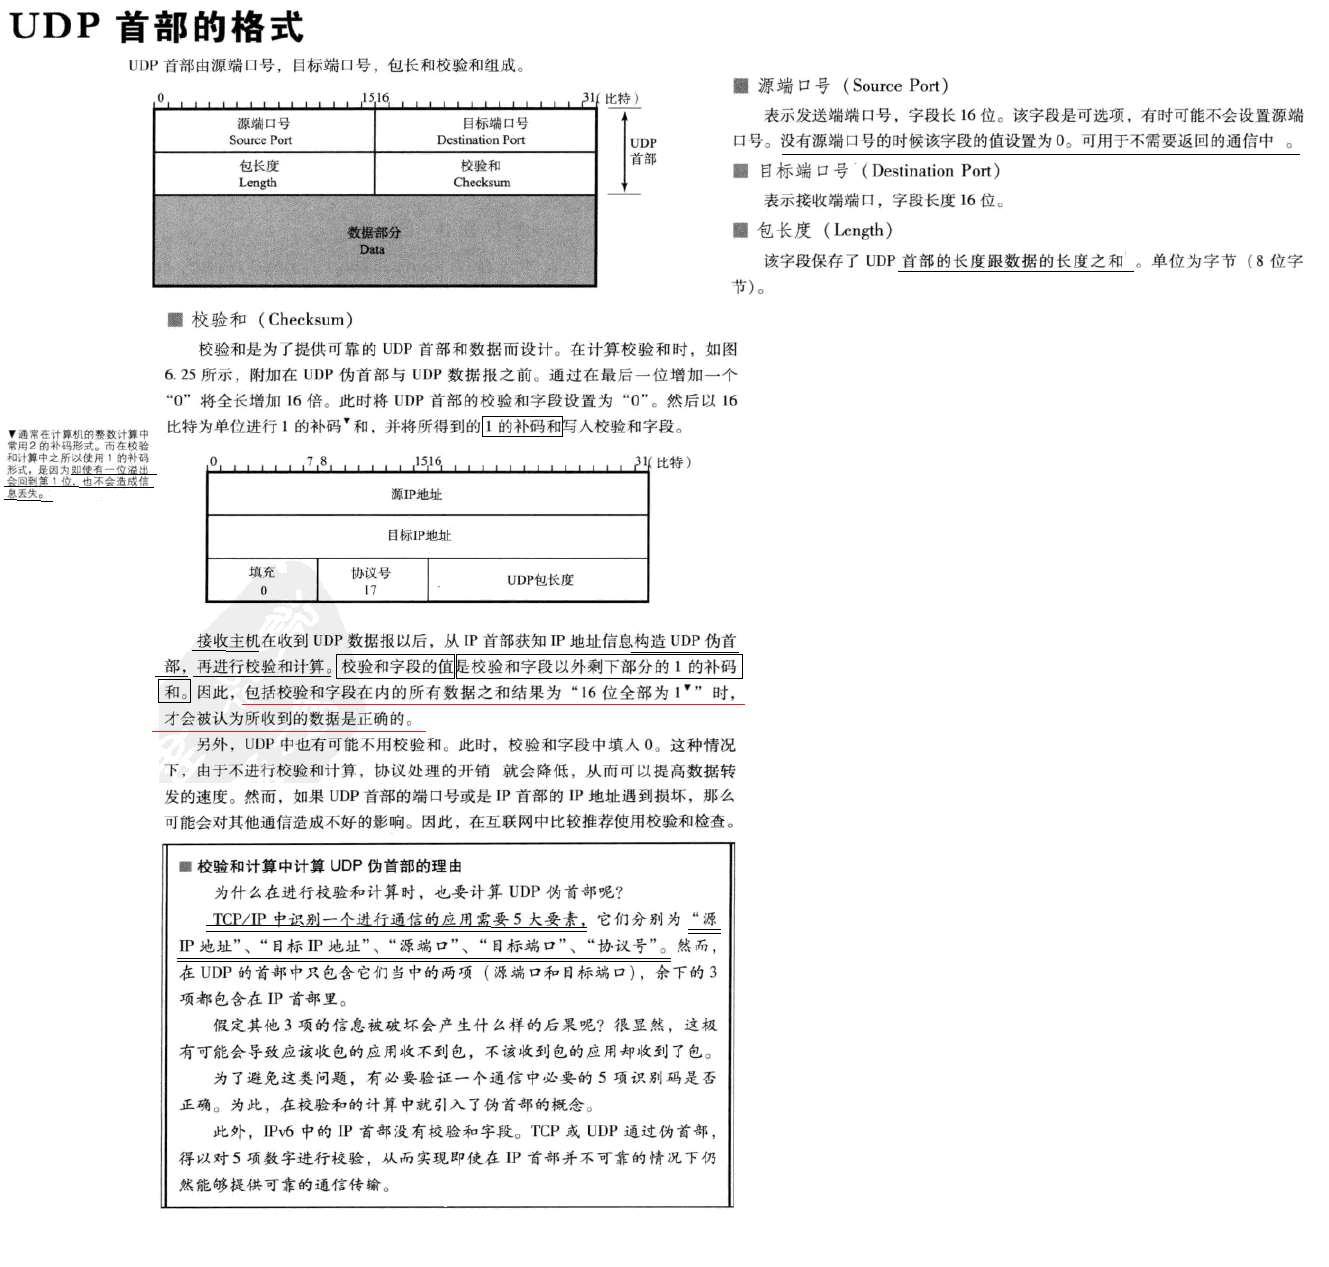 UDP 首部的格式
UDP 首部由源端口号，目标端口号，包长和校验和组成。
0 1516 31(比特)
源端口号 目标端口号
Source Port Destination Port
包长度 校验和
Length Checksum
UDP
首部
数据部分
Data
■ 源端口号（Source Port）
表示发送端端口号，字段长 16 位。该字段是可选项，有时可能不会设置源端
口号。没有源端口号的时候该字段的值设置为 0。可用于不需要返回的通信中 。
■ 目标端口号（Destination Port）
表示接收端端口，字段长度 16 位。
■ 包长度（Length）
该字段保存了 UDP 首部的长度跟数据的长度之和 。单位为字节（8 位字
节）。
■ 校验和（Checksum）
校验和是为了提供可靠的 UDP 首部和数据而设计。在计算校验和时，如图
6.25 所示，附加在 UDP 伪首部与 UDP 数据报之前。通过在最后一位增加一个
“0” 将全长增加 16 倍。此时将 UDP 首部的校验和字段设置为 “0”。然后以 16
比特为单位进行 1 的补码▼和，并将所得到的 1 的补码和写入校验和字段。
▼通常在计算机的整数计算中
常用 2 的补码形式。而在校验
和计算中之所以使用 1 的补码
形式，是因为即使有一位溢出
会回到第 1 位，也不会造成信
息丢失。
0 7 8 1516 31(比特)
源IP地址
目标IP地址
填充 协议号 UDP包长度
0 17
接收主机在收到 UDP 数据报以后，从 IP 首部获知 IP 地址信息构造 UDP 伪首
部，再进行校验和计算。校验和字段的值是校验和字段以外剩下部分的 1 的补码
和。因此，包括校验和字段在内的所有数据之和结果为 “16 位全部为 1▼” 时，
才会被认为所收到的数据是正确的。
另外，UDP 中也有可能不用校验和。此时，校验和字段中填入 0。这种情况
下，由于不进行校验和计算，协议处理的开销 就会降低，从而可以提高数据转
发的速度。然而，如果 UDP 首部的端口号或是 IP 首部的 IP 地址遇到损坏，那么
可能会对其他通信造成不好的影响。因此，在互联网中比较推荐使用校验和检查。
■ 校验和计算中计算 UDP 伪首部的理由
为什么在进行校验和计算时，也要计算 UDP 伪首部呢？
TCP/IP 中识别一个进行通信的应用需要 5 大要素，它们分别为 “源
IP 地址”、“目标 IP 地址”、“源端口”、“目标端口”、“协议号”。然而，
在 UDP 的首部中只包含它们当中的两项（源端口和目标端口），余下的 3
项都包含在 IP 首部里。
假定其他 3 项的信息被破坏会产生什么样的后果呢？很显然，这极
有可能会导致应该收包的应用收不到包，不该收到包的应用却收到了包。
为了避免这类问题，有必要验证一个通信中必要的 5 项识别码是否
正确。为此，在校验和的计算中就引入了伪首部的概念。
此外，IPv6 中的 IP 首部没有校验和字段。TCP 或 UDP 通过伪首部，
得以对 5 项数字进行校验，从而实现即使在 IP 首部并不可靠的情况下仍
然能够提供可靠的通信传输。